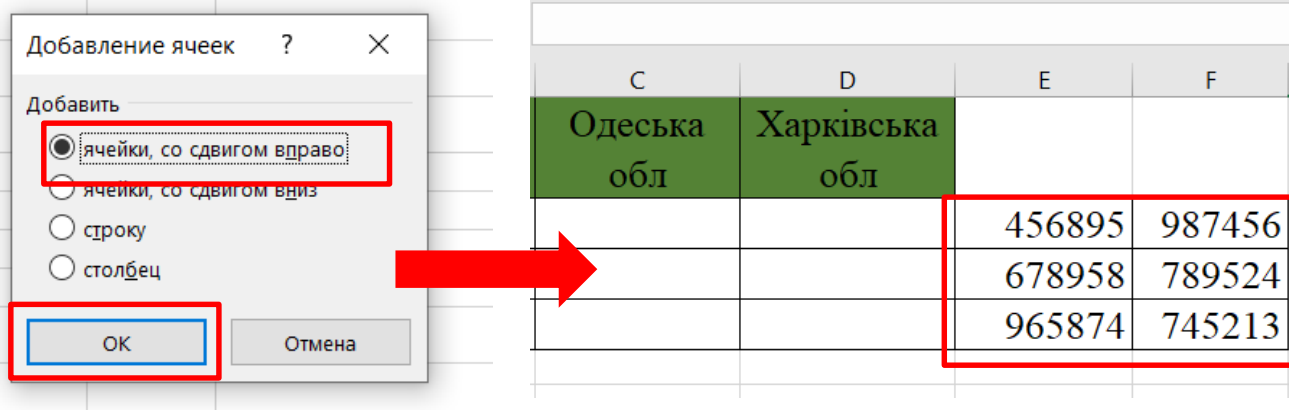 Добавление ячеек ? ×
Добавить
ячейки, со сдвигом вправо
ячейки, со сдвигом вниз
строку
столбец
ОК Отмена
C D E F
Одеська Харківська
обл обл
456895 987456
678958 789524
965874 745213